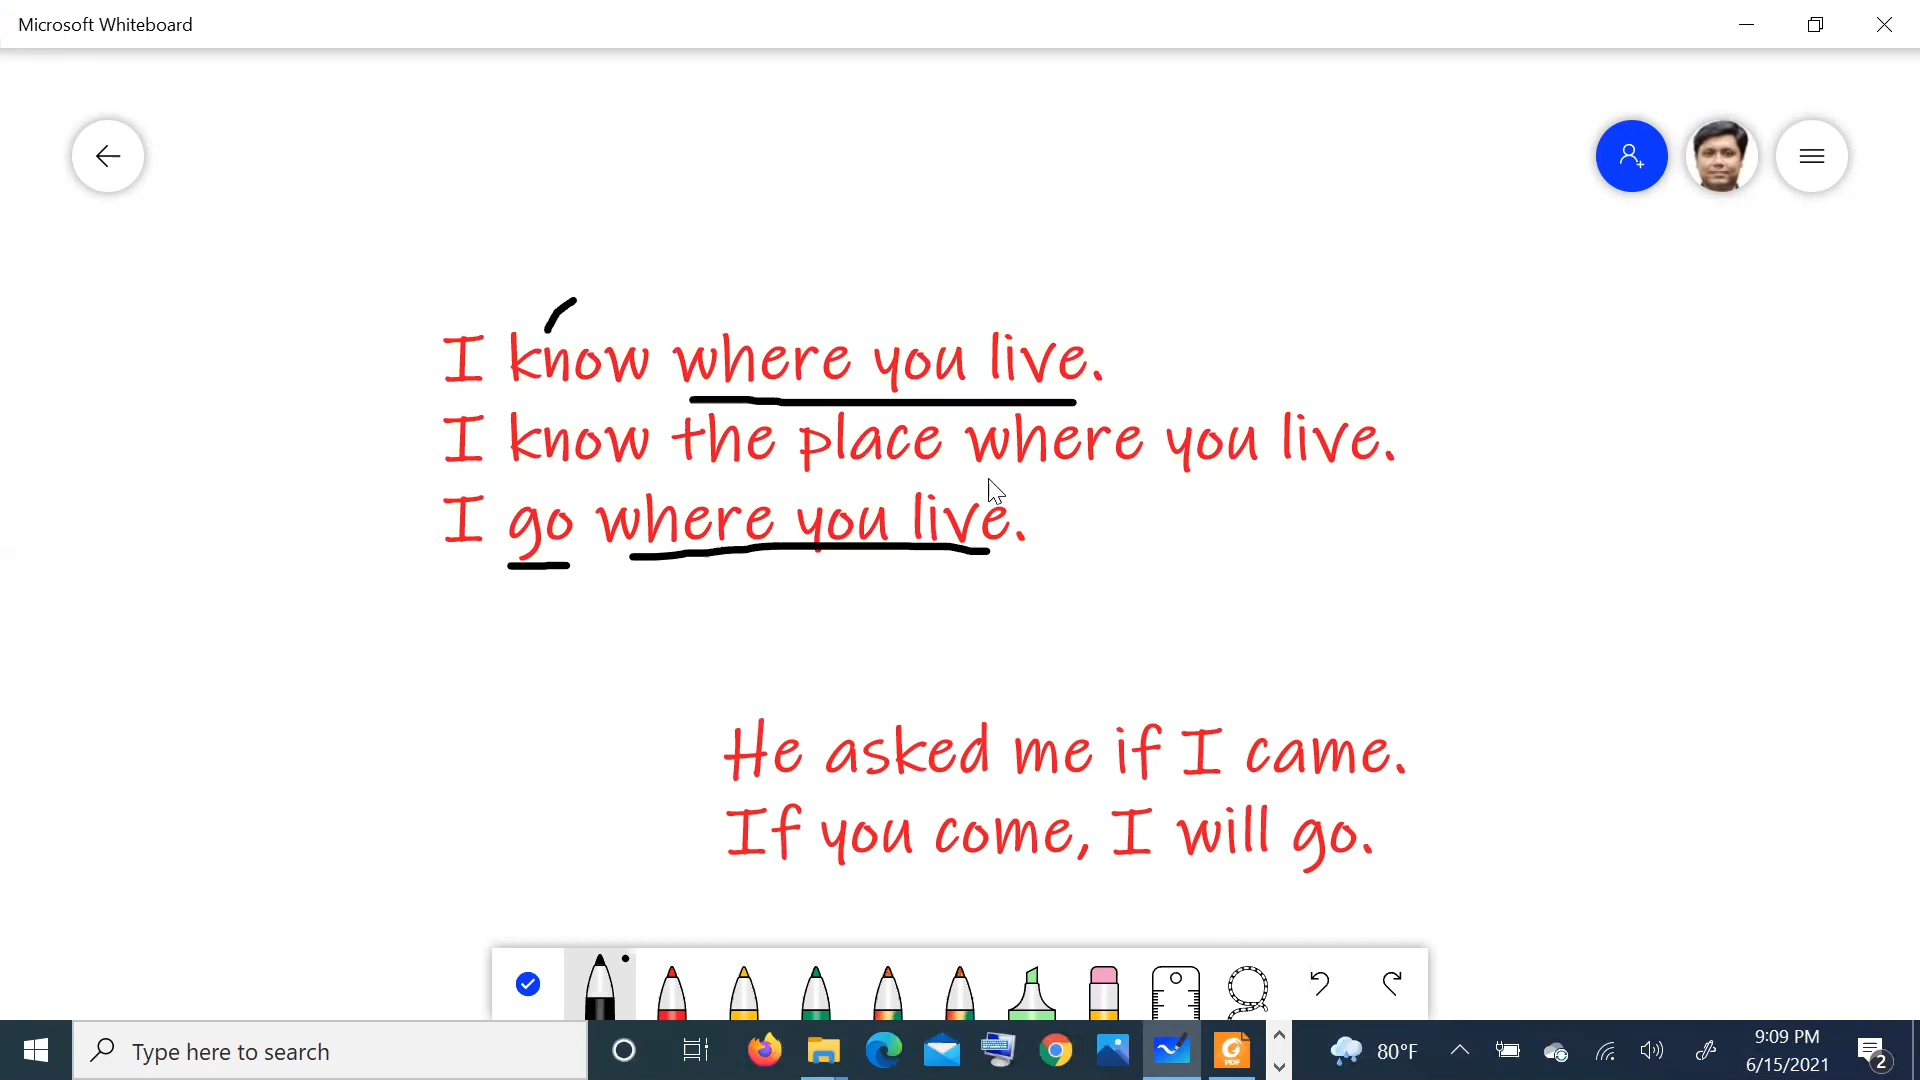 Microsoft Whiteboard
I know where you live.
I know the place where you live.
I go where you live.
He asked me if I came.
If you come, I will go.
Type here to search
PDF
80°F
9:09 PM
6/15/2021
2